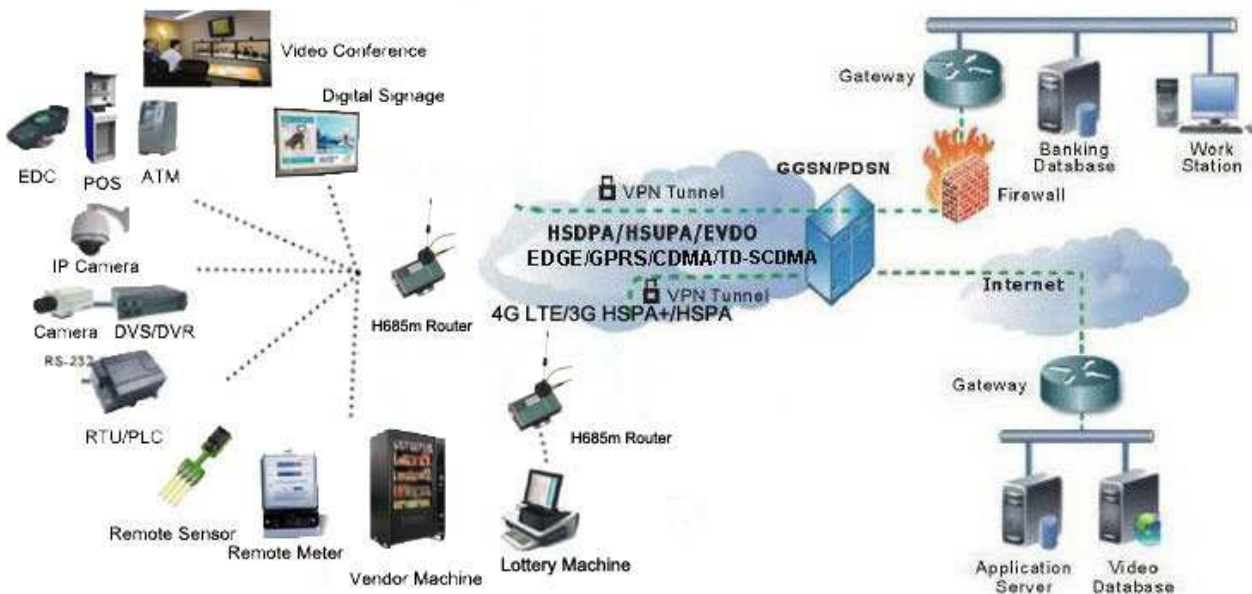 Video Conference
Digital Signage
EDC
POS
ATM
IP Camera
Camera
DVS/DVR
RS-232
RTU/PLC
Remote Sensor
Remote Meter
Vendor Machine
H685m Router
VPN Tunnel
GGSN/PDSN
HSDPA/HSUPA/EVDO
EDGE/GPRS/CDMA/TD-SCDMA
VPN Tunnel
4G LTE/3G HSPA+/HSPA
H685m Router
Lottery Machine
Gateway
Firewall
Banking
Database
Work
Station
Internet
Gateway
Application
Server
Video
Database